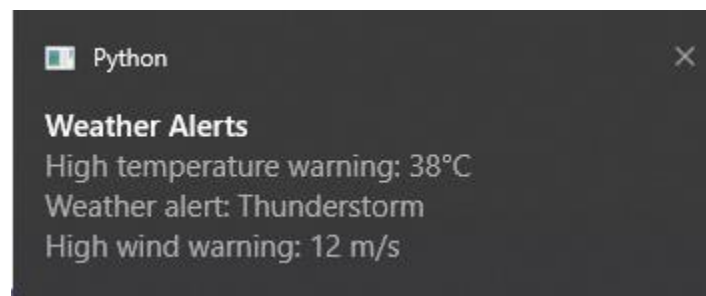 Python
Weather Alerts
High temperature warning: 38°C
Weather alert: Thunderstorm
High wind warning: 12 m/s